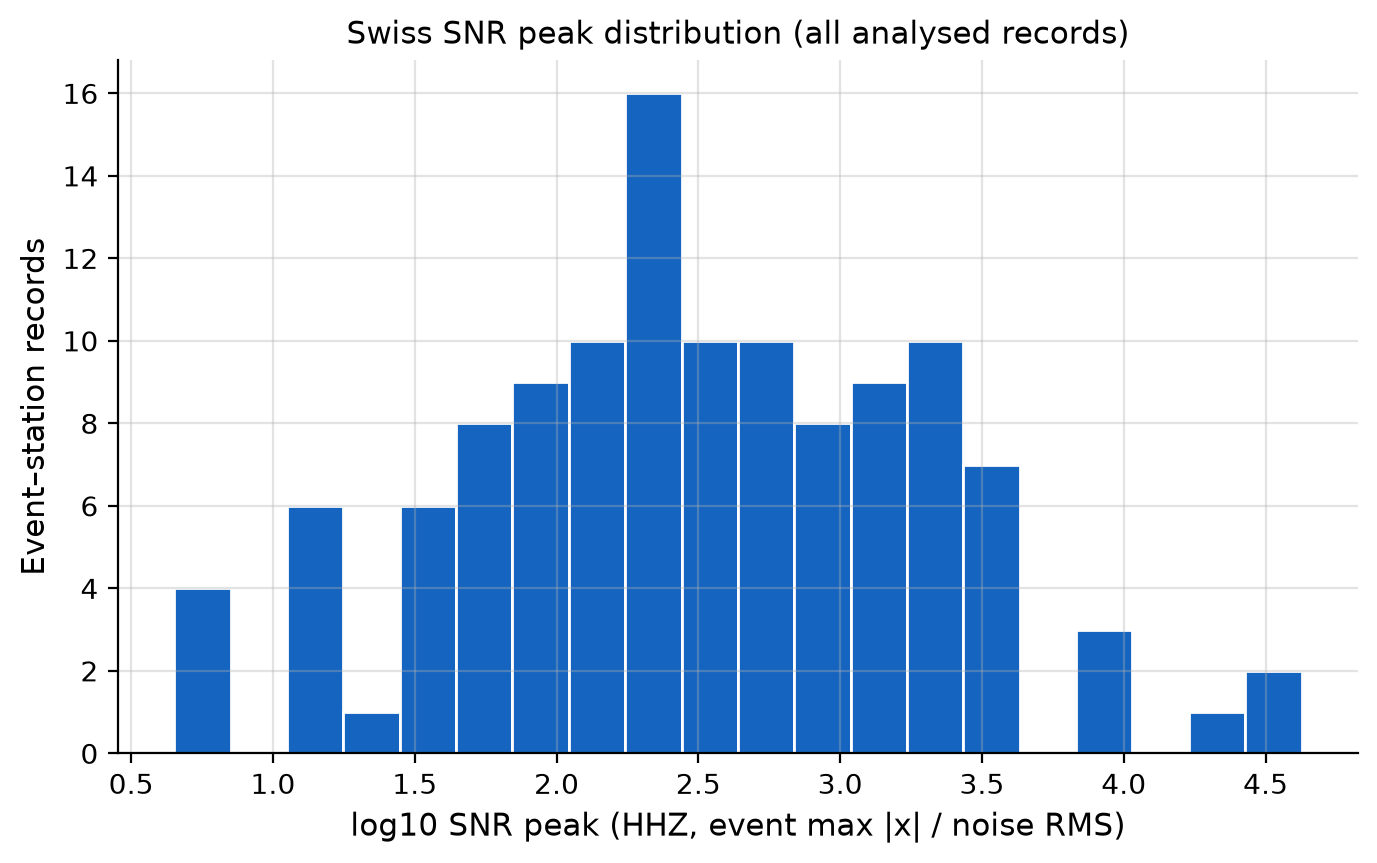 Swiss SNR peak distribution (all analysed records)
Event–station records
16
14
12
10
8
6
4
2
0
0.5 1.0 1.5 2.0 2.5 3.0 3.5 4.0 4.5
log10 SNR peak (HHZ, event max |x| / noise RMS)